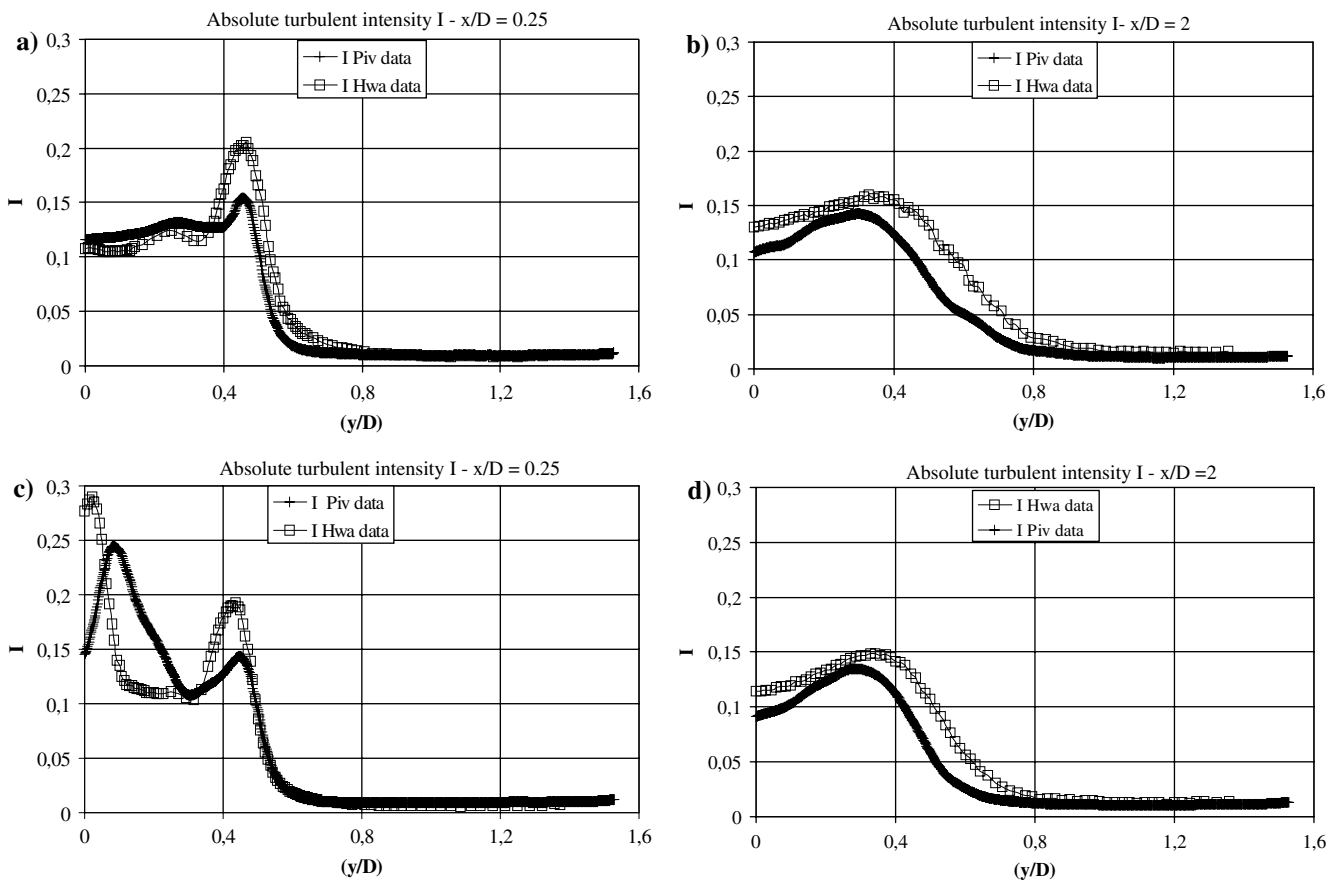 a)
Absolute turbulent intensity I - x/D = 0.25
I Piv data
I Hwa data
0,3
0,25
0,2
0,15
0,1
0,05
0
I
0 0,4 0,8 1,2 1,6
(y/D)
b)
Absolute turbulent intensity I- x/D = 2
I Piv data
I Hwa data
0,3
0,25
0,2
0,15
0,1
0,05
0
I
0 0,4 0,8 1,2 1,6
(y/D)
c)
Absolute turbulent intensity I - x/D = 0.25
I Piv data
I Hwa data
0,3
0,25
0,2
0,15
0,1
0,05
0
I
0 0,4 0,8 1,2 1,6
(y/D)
d)
Absolute turbulent intensity I - x/D =2
I Hwa data
I Piv data
0,3
0,25
0,2
0,15
0,1
0,05
0
I
0 0,4 0,8 1,2 1,6
(y/D)